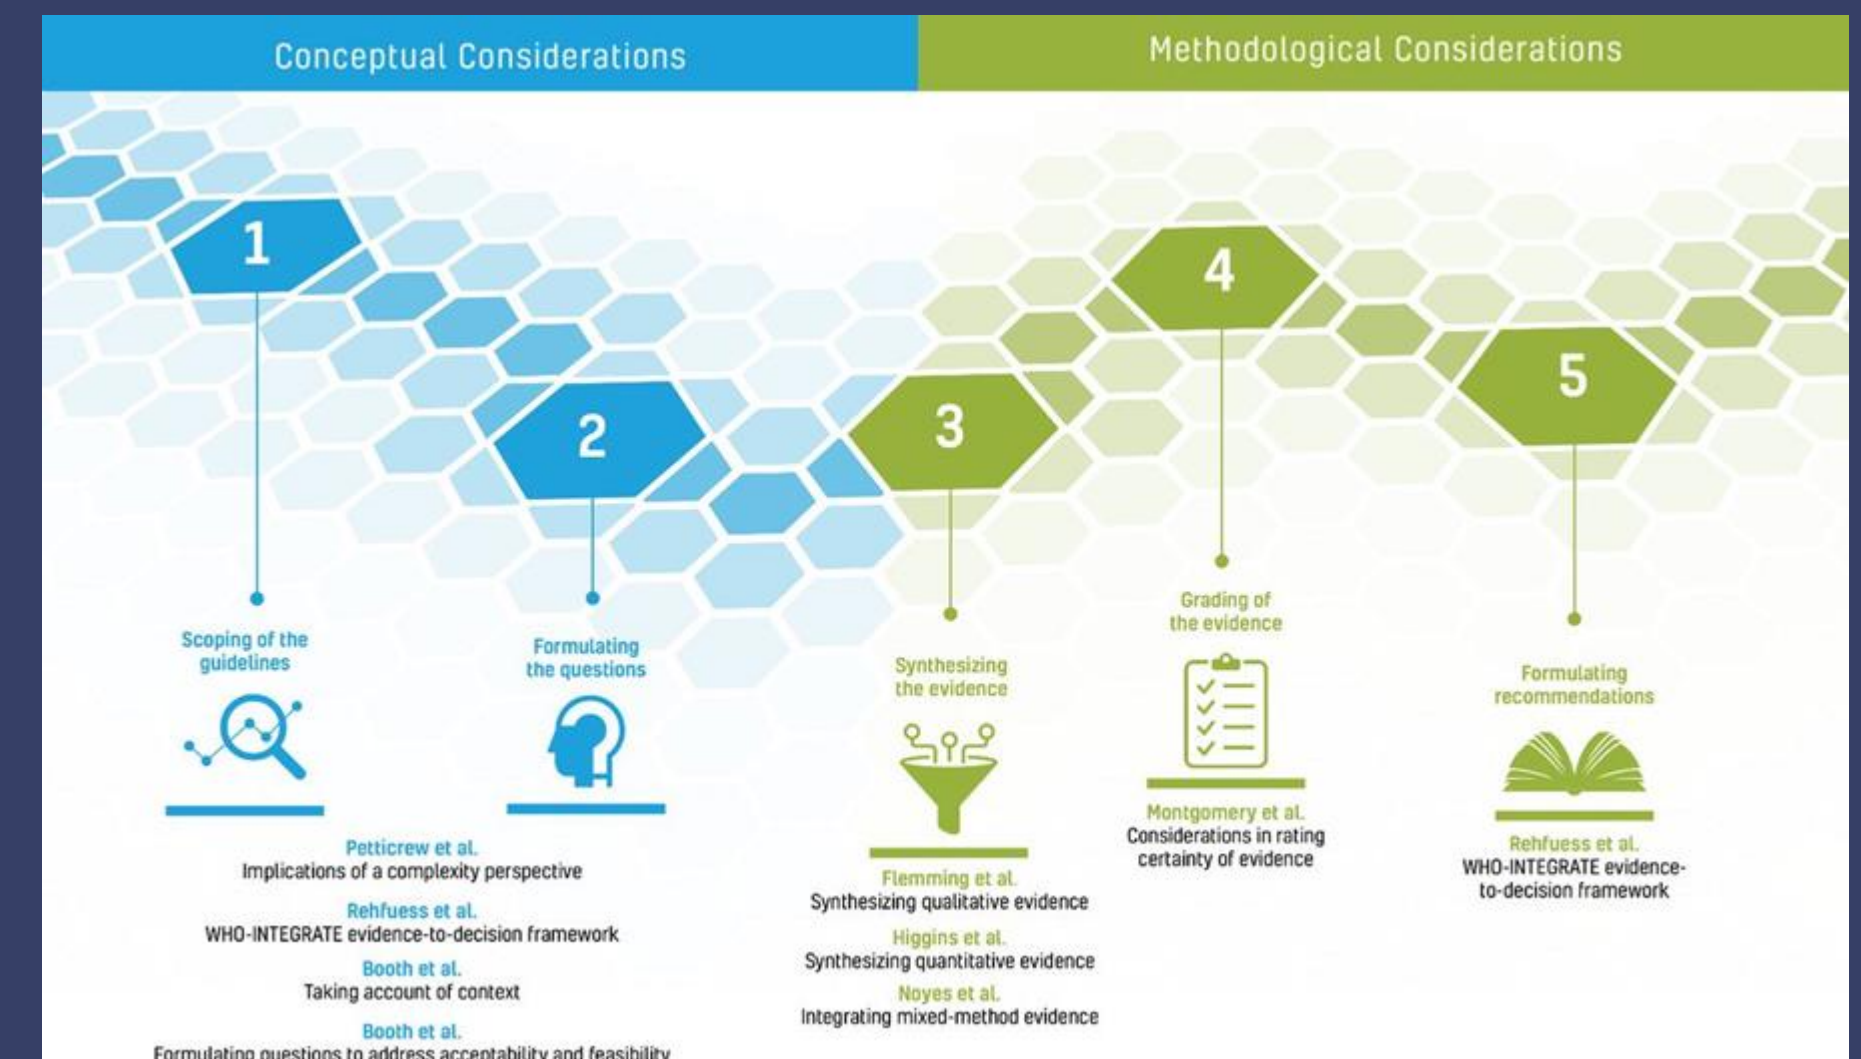 Conceptual Considerations
Methodological Considerations
1
2
3
4
5
Scoping of the
guidelines
Formulating
the questions
Petticrew et al.
Implications of a complexity perspective
Rehfuess et al.
WHO-INTEGRATE evidence-to-decision framework
Booth et al.
Taking account of context
Booth et al.
Formulating questions to address acceptability and feasibility
Synthesizing
the evidence
Flemming et al.
Synthesizing qualitative evidence
Higgins et al.
Synthesizing quantitative evidence
Noyes et al.
Integrating mixed-method evidence
Grading of
the evidence
Montgomery et al.
Considerations in rating
certainty of evidence
Formulating
recommendations
Rehfuess et al.
WHO-INTEGRATE evidence-
to-decision framework